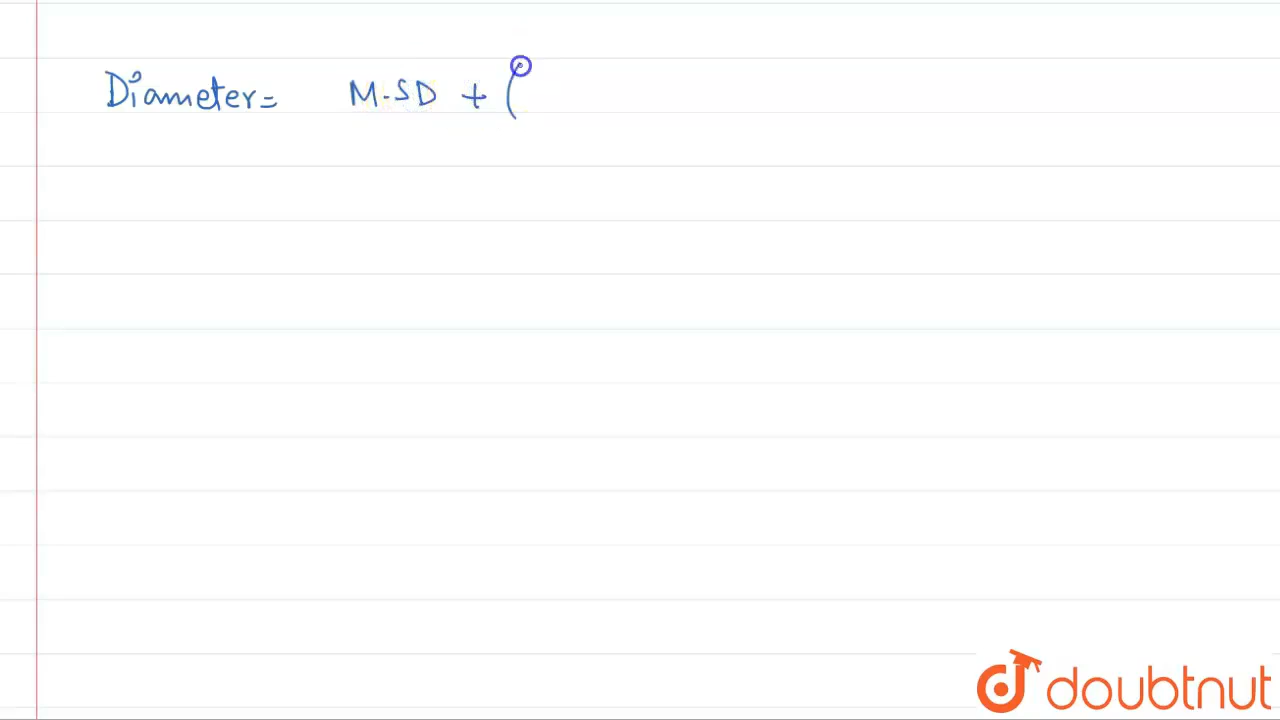 Diameter = M.SD + (
doubtnut